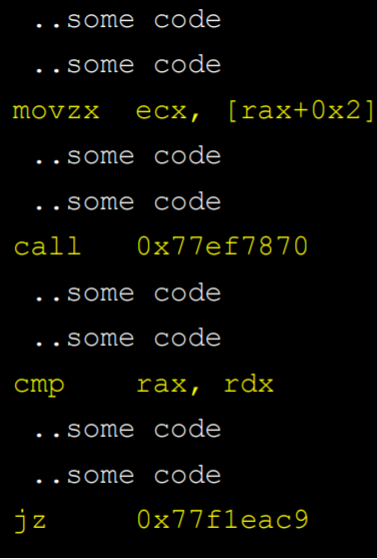 ..some code
..some code
movzx ecx, [rax+0x2]
..some code
..some code
call 0x77ef7870
..some code
..some code
cmp rax, rdx
..some code
..some code
jz 0x77f1eac9